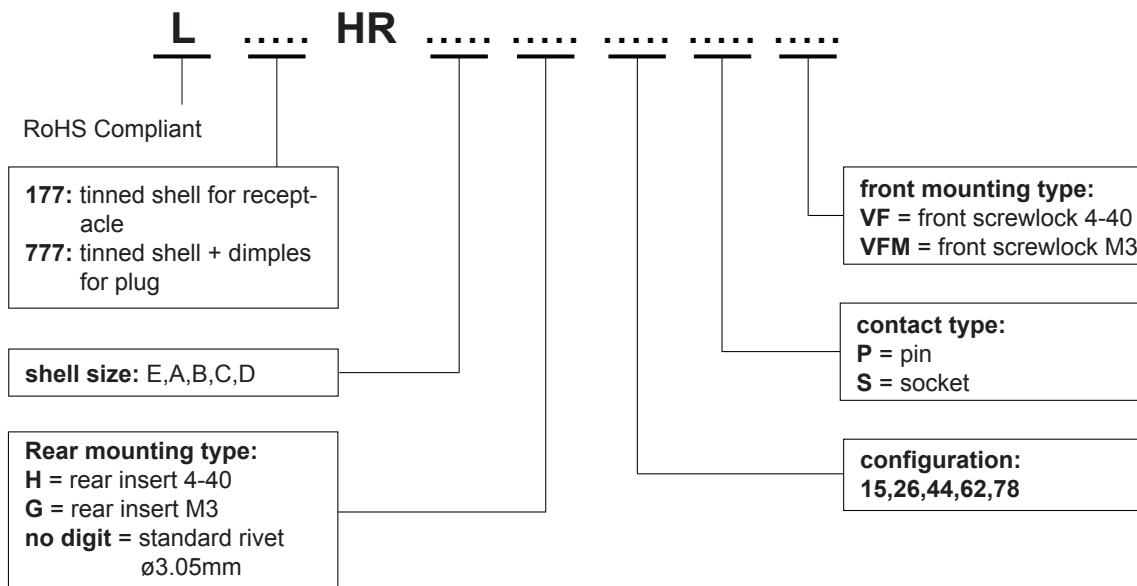 L ..... HR ..... ..... ..... ..... .....
RoHS Compliant
177: tinned shell for recept-
acle
777: tinned shell + dimples
for plug
shell size: E,A,B,C,D
Rear mounting type:
H = rear insert 4-40
G = rear insert M3
no digit = standard rivet
ø3.05mm
front mounting type:
VF = front screwlock 4-40
VFM = front screwlock M3
contact type:
P = pin
S = socket
configuration:
15,26,44,62,78